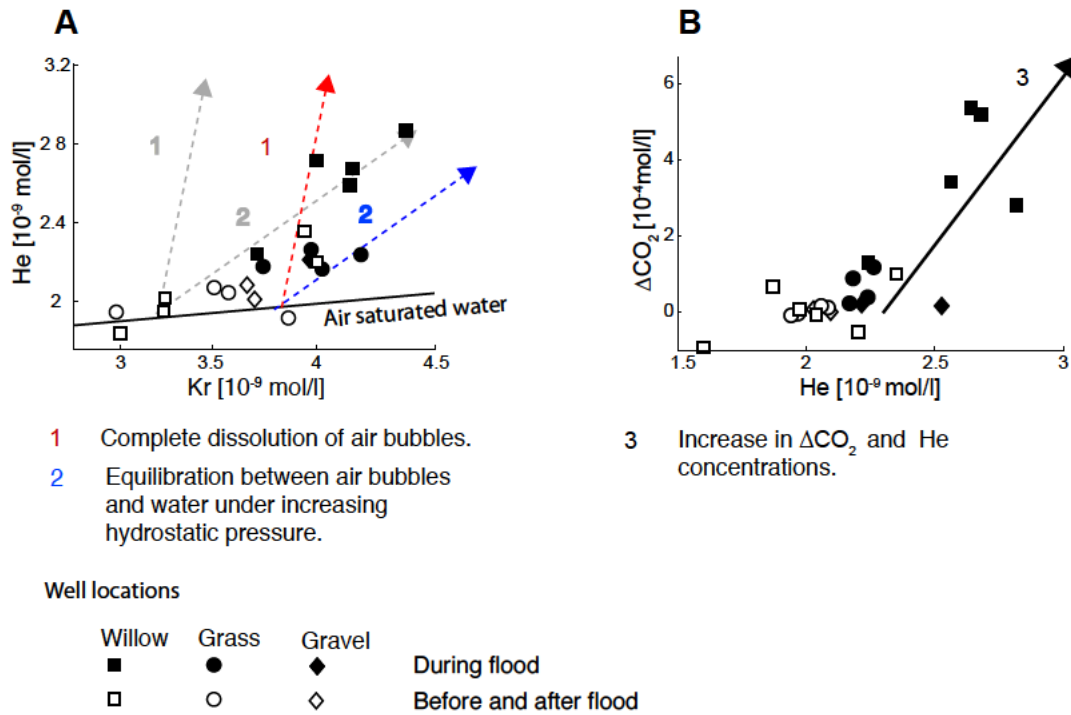 A
3.2
2.8
2.4
2
He [10⁻⁹ mol/l]
1
1
2
2
Air saturated water
3
3.5
4
4.5
Kr [10⁻⁹ mol/l]
B
6
4
2
0
ΔCO₂ [10⁻⁴mol/l]
3
1.5
2
2.5
3
He [10⁻⁹ mol/l]
1 Complete dissolution of air bubbles.
2 Equilibration between air bubbles
and water under increasing
hydrostatic pressure.
3 Increase in ΔCO₂ and He
concentrations.
Well locations
Willow Grass Gravel
During flood
Before and after flood